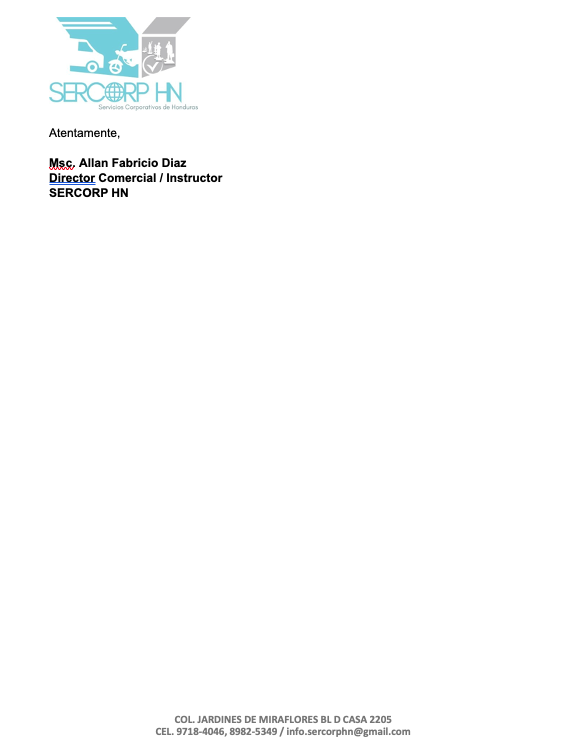 SERCORP HN
Servicios Corporativos de Honduras
Atentamente,
Msc. Allan Fabricio Diaz
Director Comercial / Instructor
SERCORP HN
COL. JARDINES DE MIRAFLORES BL D CASA 2205
CEL. 9718-4046, 8982-5349 / info.sercorphn@gmail.com